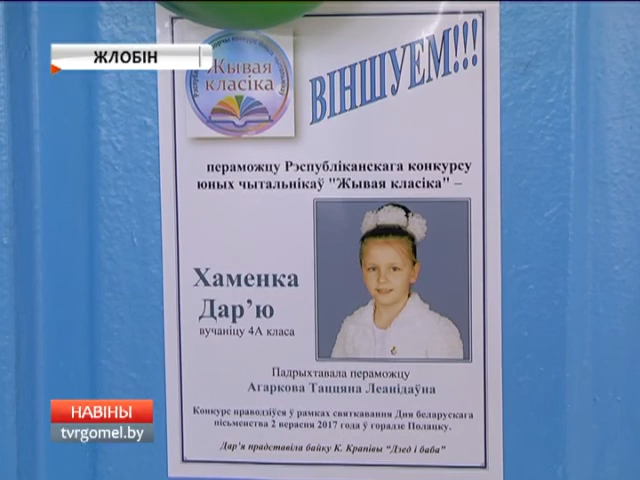 ЖЛОБІН
Жывая
класіка
ВІНШУЕМ!!!
пераможцу Рэспубліканскага конкурсу
юных чытальнікаў "Жывая класіка" –
Хаменка
Дар’ю
вучаніцу 4А класа
Падрыхтавала пераможцу
Агаркова Таццяна Леанідаўна
Конкурс праводзіўся ў рамках святкавання Дня беларускага
пісьменства 2 верасня 2017 года ў горадзе Полацку.
Дар’я прадставіла байку К. Крапівы “Дзед і баба”
НАВІНЫ
tvrgomel.by